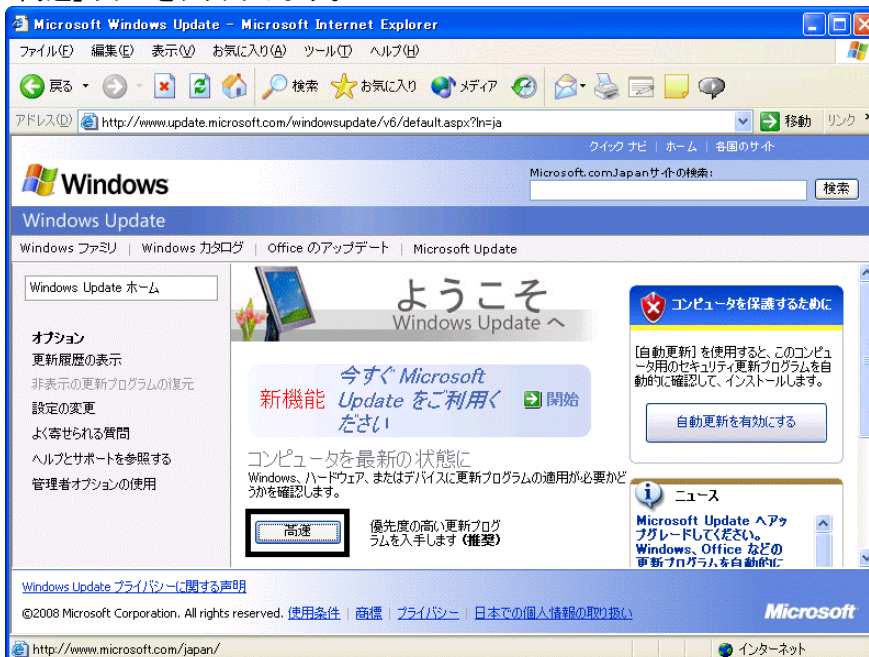 Microsoft Windows Update - Microsoft Internet Explorer
ファイル(F) 編集(E) 表示(V) お気に入り(A) ツール(T) ヘルプ(H)
戻る 検索 お気に入り メディア
アドレス(D) http://www.update.microsoft.com/windowsupdate/v6/default.aspx?ln=ja 移動 リンク
クイック ナビ | ホーム | 各国のサイト
Windows
Microsoft.comJapanサイトの検索:
検索
Windows Update
Windows ファミリ | Windows カタログ | Office のアップデート | Microsoft Update
Windows Update ホーム
オプション
更新履歴の表示
非表示の更新プログラムの復元
設定の変更
よく寄せられる質問
ヘルプとサポートを参照する
管理者オプションの使用
ようこそ
Windows Update へ
新機能
今すぐ Microsoft
Update をご利用く
ださい
開始
コンピュータを最新の状態に
Windows、ハードウェア、またはデバイスに更新プログラムの適用が必要かど
うかを確認します。
高速
優先度の高い更新プログ
ラムを入手します (推奨)
コンピュータを保護するために
[自動更新] を使用すると、このコンピュ
ータ用のセキュリティ更新プログラムを自
動的に確認して、インストールします。
自動更新を有効にする
ニュース
Microsoft Update へアッ
プグレードしてください。
Windows、Office などの
更新プログラムを自動的に
Windows Update プライバシーに関する声明
©2008 Microsoft Corporation. All rights reserved. 使用条件 | 商標 | プライバシー | 日本での個人情報の取り扱い
Microsoft
http://www.microsoft.com/japan/
インターネット